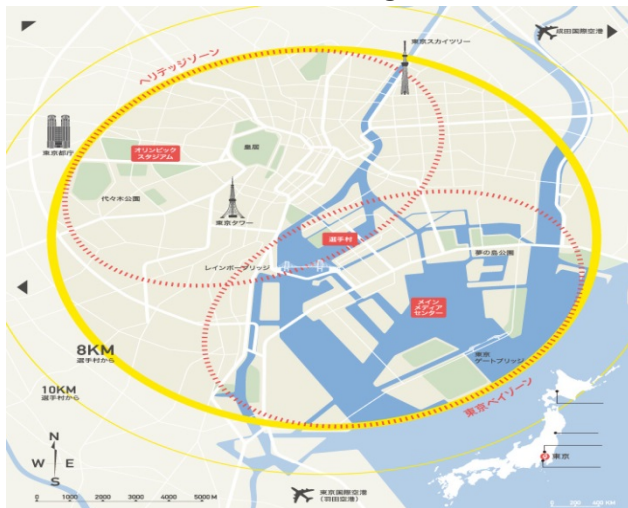 ヘリテッジゾーン
東京スカイツリー
成田国際空港
東京都庁
オリンピック
スタジアム
皇居
代々木公園
東京タワー
選手村
レインボーブリッジ
夢の島公園
メイン
メディア
センター
8KM
選手村から
東京
ゲートブリッジ
10KM
選手村から
東京ベイゾーン
N
W E
S
東京
0 1000 2000 3000 4000 5000 M
東京国際空港
(羽田空港)
0 200 400 KM